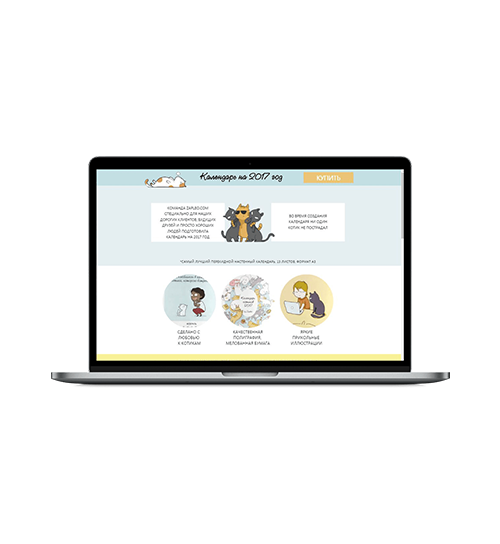 Календарь на 2017 год
КУПИТЬ
КОМАНДА ZAPLEO.COM
СПЕЦИАЛЬНО ДЛЯ НАШИХ
ДОРОГИХ КЛИЕНТОВ, БУДУЩИХ
ДРУЗЕЙ И ПРОСТО ХОРОШИХ
ЛЮДЕЙ ПОДГОТОВИЛА
КАЛЕНДАРЬ НА 2017 ГОД
ВО ВРЕМЯ СОЗДАНИЯ
КАЛЕНДАРЯ НИ ОДИН
КОТИК НЕ ПОСТРАДАЛ
САМЫЙ ЛУЧШИЙ ПЕРЕКИДНОЙ НАСТЕННЫЙ КАЛЕНДАРЬ, 13 ЛИСТОВ, ФОРМАТ А3
СДЕЛАНО С
ЛЮБОВЬЮ
К КОТИКАМ
КАЧЕСТВЕННАЯ
ПОЛИГРАФИЯ,
МЕЛОВАННАЯ БУМАГА
ЯРКИЕ
ПРИКОЛЬНЫЕ
ИЛЛЮСТРАЦИИ